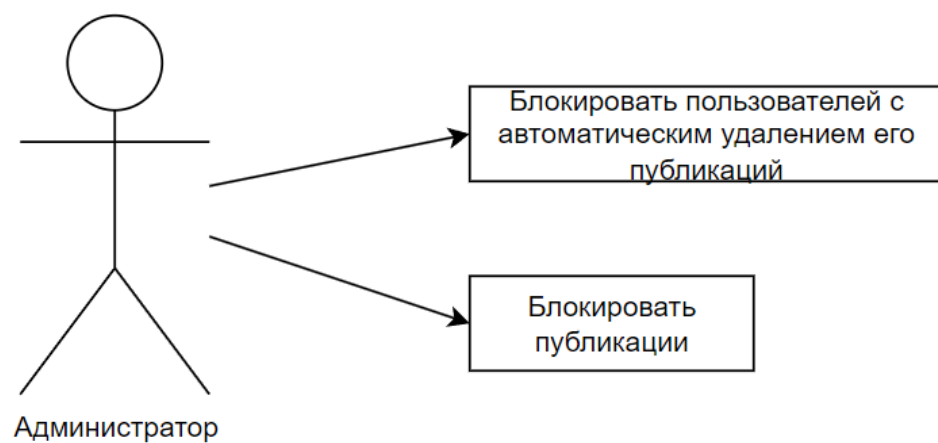 Блокировать пользователей с
автоматическим удалением его
публикаций
Блокировать
публикации
Администратор